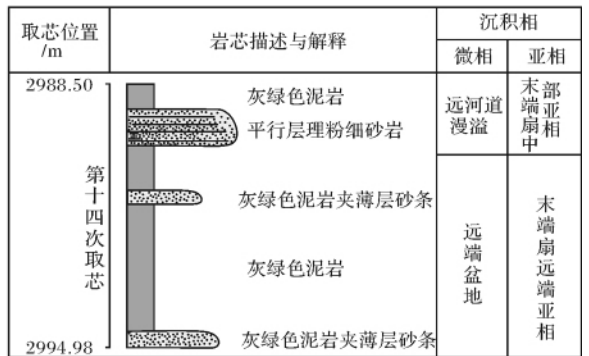 取芯位置
/m
岩芯描述与解释
沉积相
微相
亚相
2988.50
第十四次取芯
2994.98
灰绿色泥岩
平行层理粉细砂岩
灰绿色泥岩夹薄层砂条
灰绿色泥岩
灰绿色泥岩夹薄层砂条
远河道
漫溢
末端扇中
部亚相
远端盆地
末端扇远端亚相